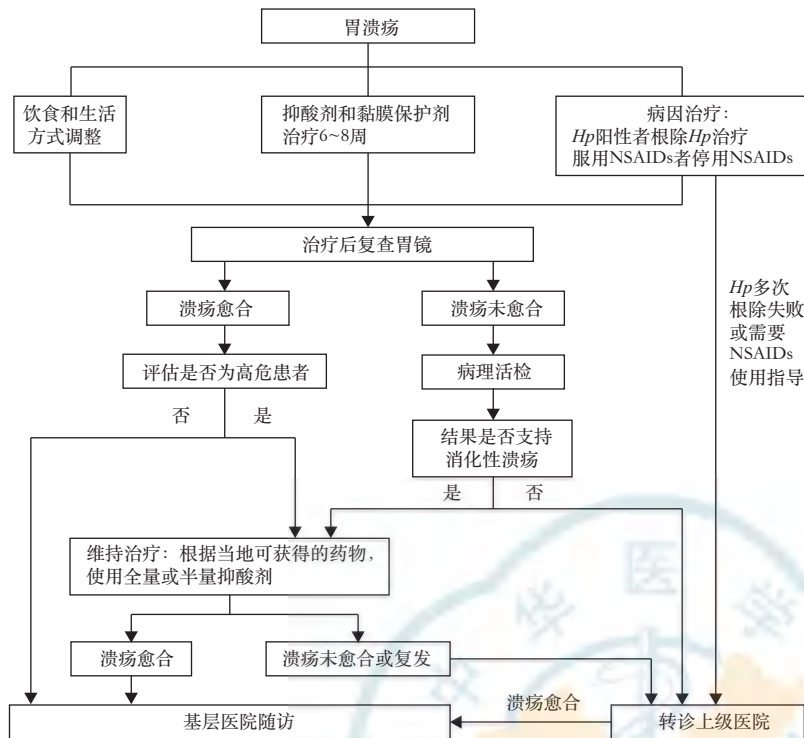 胃溃疡
饮食和生活
方式调整
抑酸剂和黏膜保护剂
治疗6~8周
病因治疗：
Hp阳性者根除Hp治疗
服用NSAIDs者停用NSAIDs
治疗后复查胃镜
溃疡愈合
溃疡未愈合
Hp多次
根除失败
或需要
NSAIDs
使用指导
评估是否为高危患者
病理活检
否
是
结果是否支持
消化性溃疡
是
否
维持治疗：根据当地可获得的药物，
使用全量或半量抑酸剂
溃疡愈合
溃疡未愈合或复发
基层医院随访
溃疡愈合
转诊上级医院
中华医学